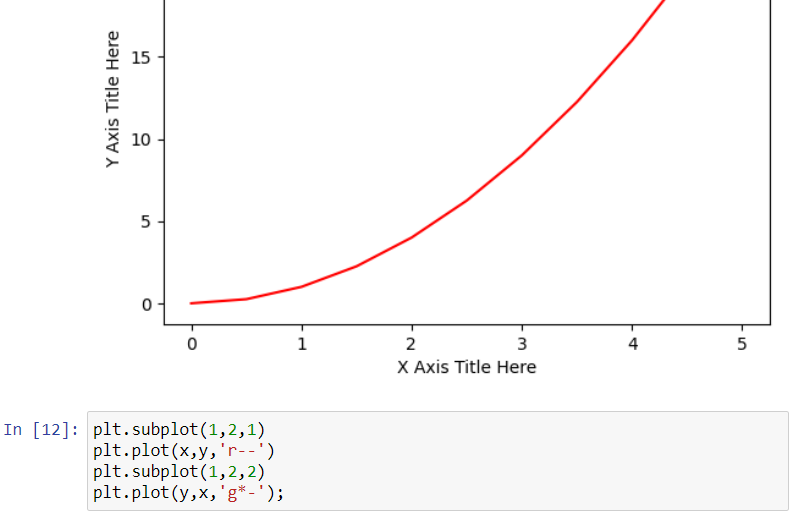 15
10
5
0
Y Axis Title Here
0 1 2 3 4 5
X Axis Title Here
In [12]: plt.subplot(1,2,1)
plt.plot(x,y,'r--')
plt.subplot(1,2,2)
plt.plot(y,x,'g*-');